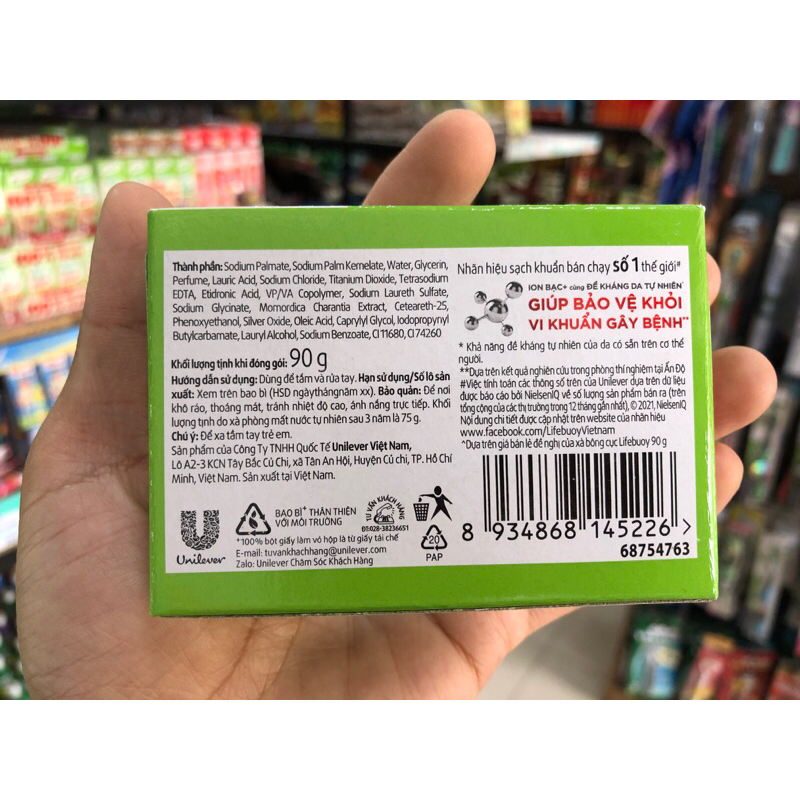 Thành phần: Sodium Palmate, Sodium Palm Kernelate, Water, Glycerin,
Perfume, Lauric Acid, Sodium Chloride, Titanium Dioxide, Tetrasodium
EDTA, Etidronic Acid, VP/VA Copolymer, Sodium Laureth Sulfate,
Sodium Glycinate, Momordica Charantia Extract, Ceteareth-25,
Phenoxyethanol, Silver Oxide, Oleic Acid, Caprylyl Glycol, Iodopropynyl
Butylcarbamate, Lauryl Alcohol, Sodium Benzoate, CI 11680, CI 74260
Khối lượng tịnh khi đóng gói: 90 g
Hướng dẫn sử dụng: Dùng để tắm và rửa tay. Hạn sử dụng/Số lô sản
xuất: Xem trên bao bì (HSD ngàythángnăm xx). Bảo quản: Để nơi
khô ráo, thoáng mát, tránh nhiệt độ cao, ánh nắng trực tiếp. Khối
lượng tịnh do xà phòng mất nước tự nhiên sau 3 năm là 75 g.
Chú ý: Để xa tầm tay trẻ em.
Sản phẩm của Công Ty TNHH Quốc Tế Unilever Việt Nam,
Lô A2-3 KCN Tây Bắc Củ Chi, xã Tân An Hội, Huyện Củ chi, TP. Hồ Chí
Minh, Việt Nam. Sản xuất tại Việt Nam.
Unilever
BAO BÌ⁺ THÂN THIỆN
VỚI MÔI TRƯỜNG
TƯ VẤN KHÁCH HÀNG
ĐT:028-38236651
⁺100% bột giấy làm vỏ hộp là từ giấy tái chế
E-mail: tuvankhachhang@unilever.com
Zalo: Unilever Chăm Sóc Khách Hàng
20
PAP
Nhãn hiệu sạch khuẩn bán chạy số 1 thế giới#
ION BẠC+ cùng ĐỀ KHÁNG DA TỰ NHIÊN*
GIÚP BẢO VỆ KHỎI
VI KHUẨN GÂY BỆNH**
* Khả năng đề kháng tự nhiên của da có sẵn trên cơ thể
người.
**Dựa trên kết quả nghiên cứu trong phòng thí nghiệm tại Ấn Độ
#Việc tính toán các thông số trên của Unilever dựa trên dữ liệu
được báo cáo bởi NielsenIQ về số lượng sản phẩm bán ra (trên
tổng cộng của các thị trường trong 12 tháng gần nhất), © 2021, NielsenIQ
Nội dung chi tiết được cập nhật trên website của nhãn hiệu
www.facebook.com/LifebuoyVietnam
^Dựa trên giá bán lẻ đề nghị của xà bông cục Lifebuoy 90 g
8 934868 145226 >
68754763